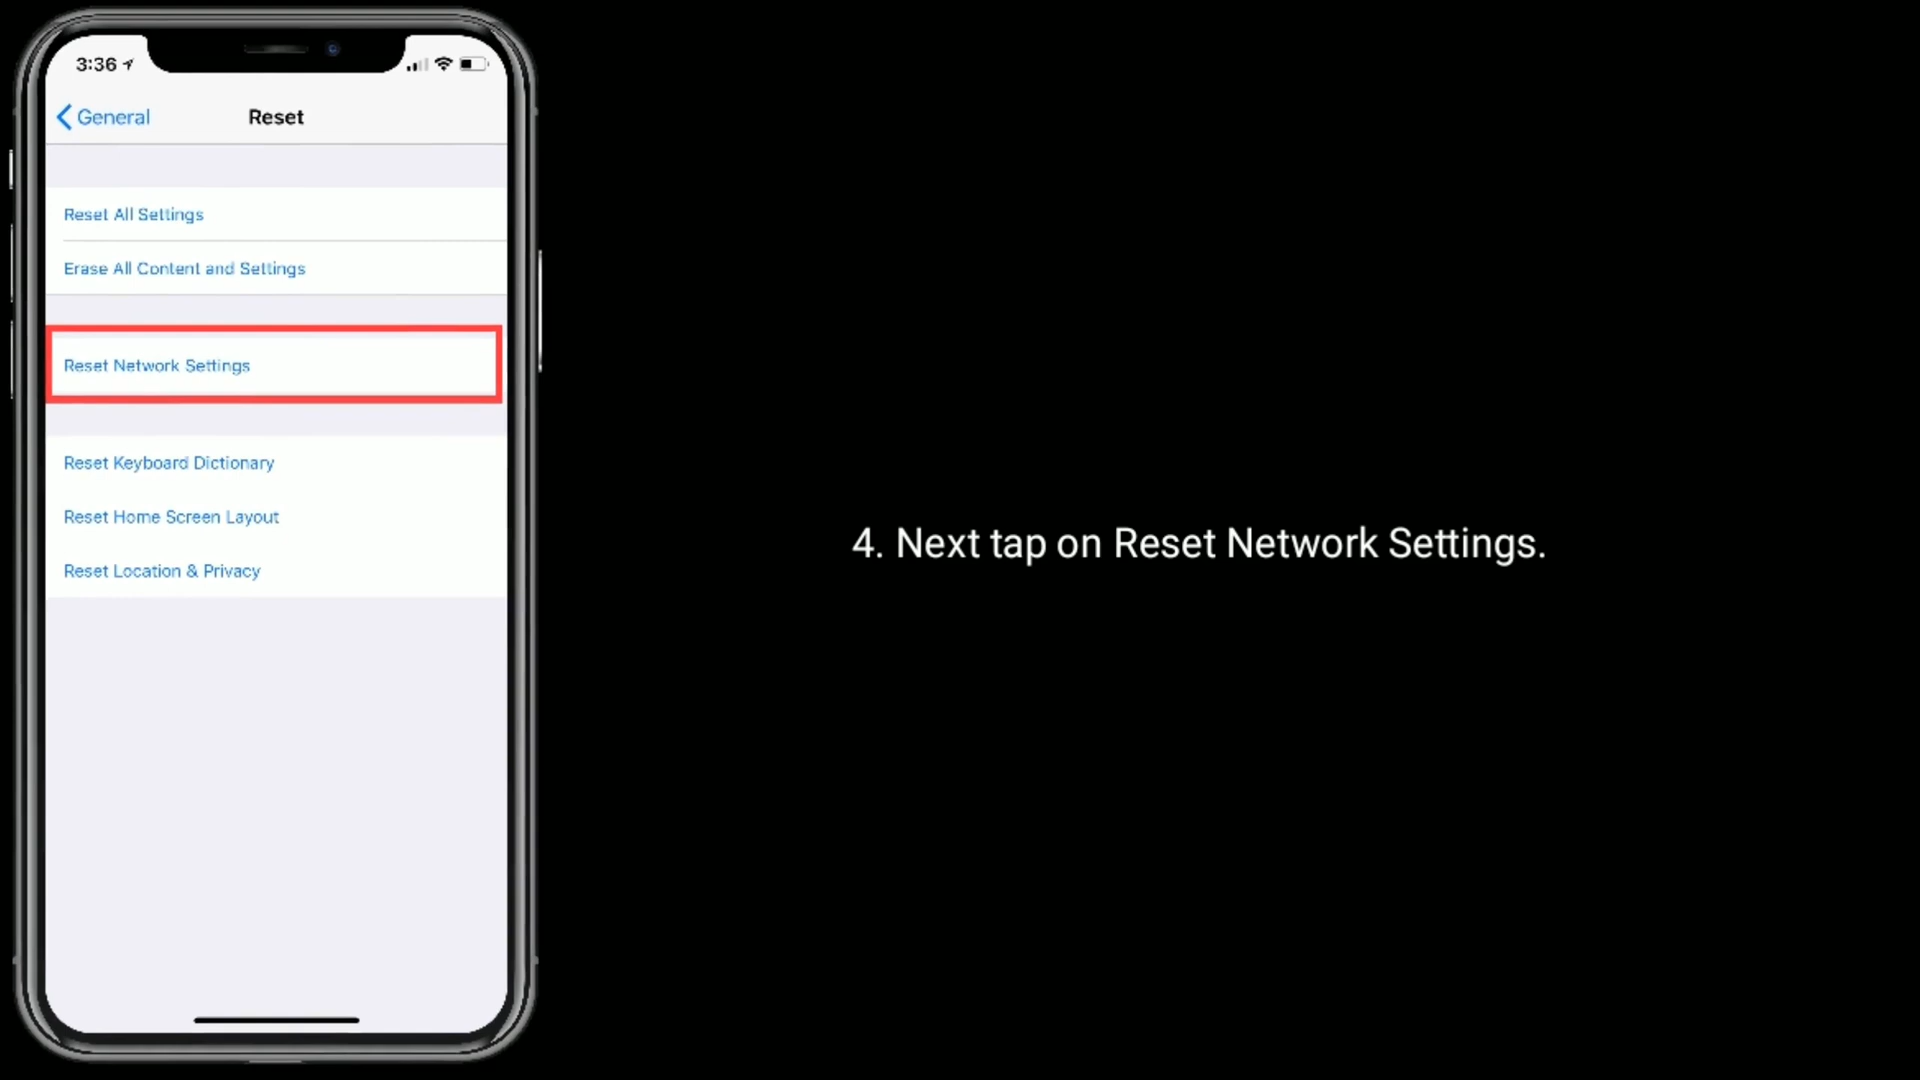 3:36
General
Reset
Reset All Settings
Erase All Content and Settings
Reset Network Settings
Reset Keyboard Dictionary
Reset Home Screen Layout
Reset Location & Privacy
4. Next tap on Reset Network Settings.